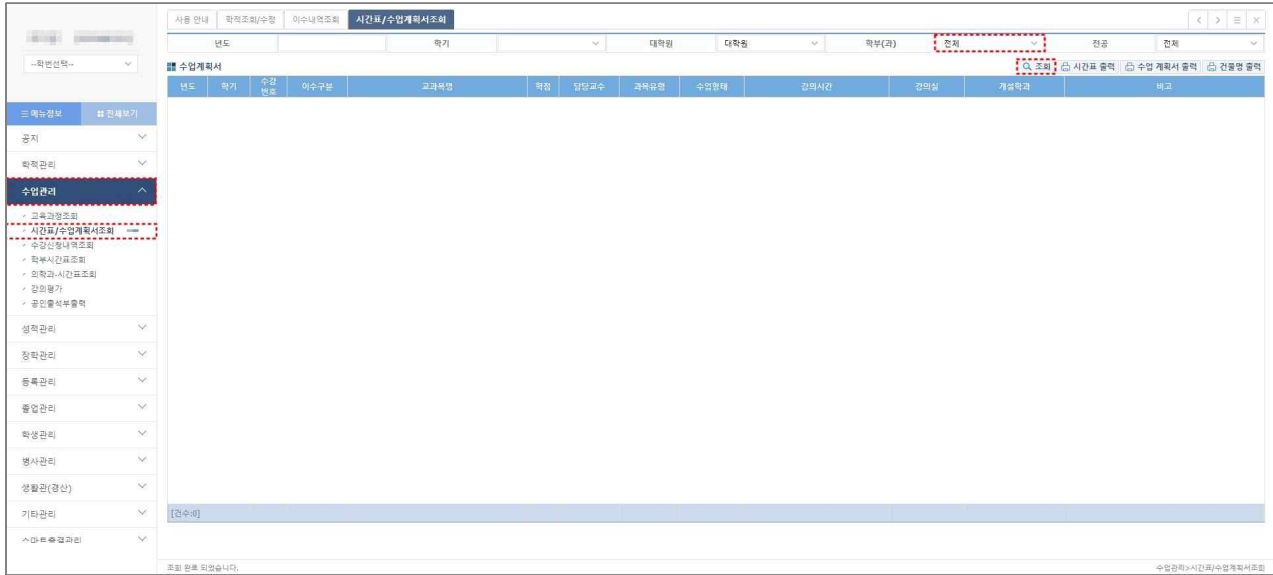 사용 안내 학적조회/수정 이수내역조회 시간표/수업계획서조회
년도 학기 대학원 대학원 학부(과) 전체 전공 전체
--학번선택--
수업계획서 조회 시간표 출력 수업 계획서 출력 건물명 출력
년도 학기 수강번호 이수구분 교과목명 학점 담당교수 과목유형 수업형태 강의시간 강의실 개설학과 비고
메뉴정보 전체보기
공지
학적관리
수업관리
교육과정조회
시간표/수업계획서조회
수강신청내역조회
학부시간표조회
의학과-시간표조회
강의평가
공인출석부출력
성적관리
장학관리
등록관리
졸업관리
학생관리
병사관리
생활관(경산)
기타관리
[건수:0]
스마트출결관리
조회 완료 되었습니다. 수업관리>시간표/수업계획서조회